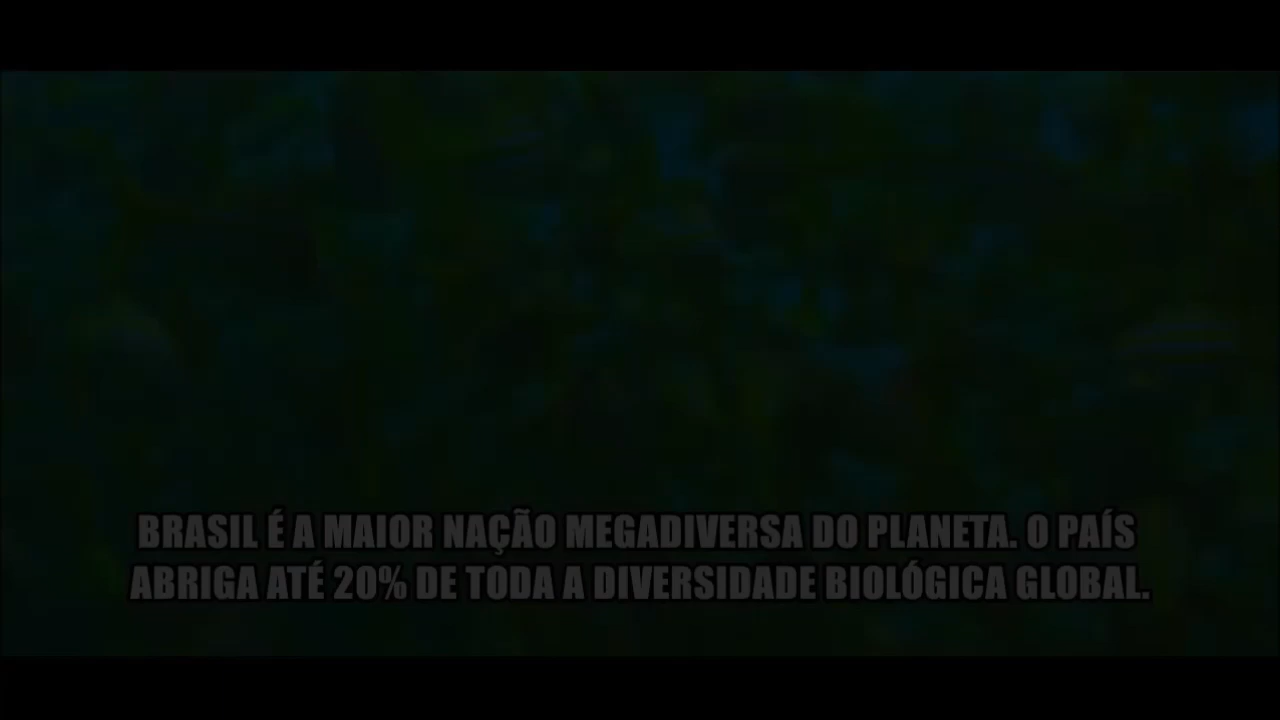 BRASIL É A MAIOR NAÇÃO MEGADIVERSA DO PLANETA. O PAÍS
ABRIGA ATÉ 20% DE TODA A DIVERSIDADE BIOLÓGICA GLOBAL.